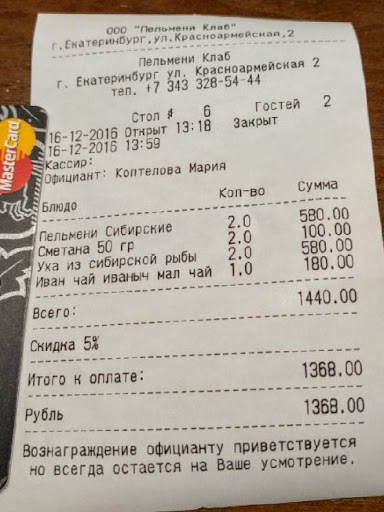 ООО "Пельмени Клаб"
г.Екатеринбург,ул.Красноармейская,2
Пельмени Клаб
г. Екатеринбург ул. Красноармейская 2
тел. +7 343 328-54-44
Стол # 6 Гостей 2
16-12-2016 Открыт 13:18 Закрыт
16-12-2016 13:59
Кассир:
Официант: Коптелова Мария
Блюдо Кол-во Сумма
Пельмени Сибирские 2.0 580.00
Сметана 50 гр 2.0 100.00
Уха из сибирской рыбы 2.0 580.00
Иван чай иваныч мал чай 1.0 180.00
Всего: 1440.00
Скидка 5%
Итого к оплате: 1368.00
Рубль 1368.00
Вознаграждение официанту приветствуется
но всегда остается на Ваше усмотрение.
MasterCard